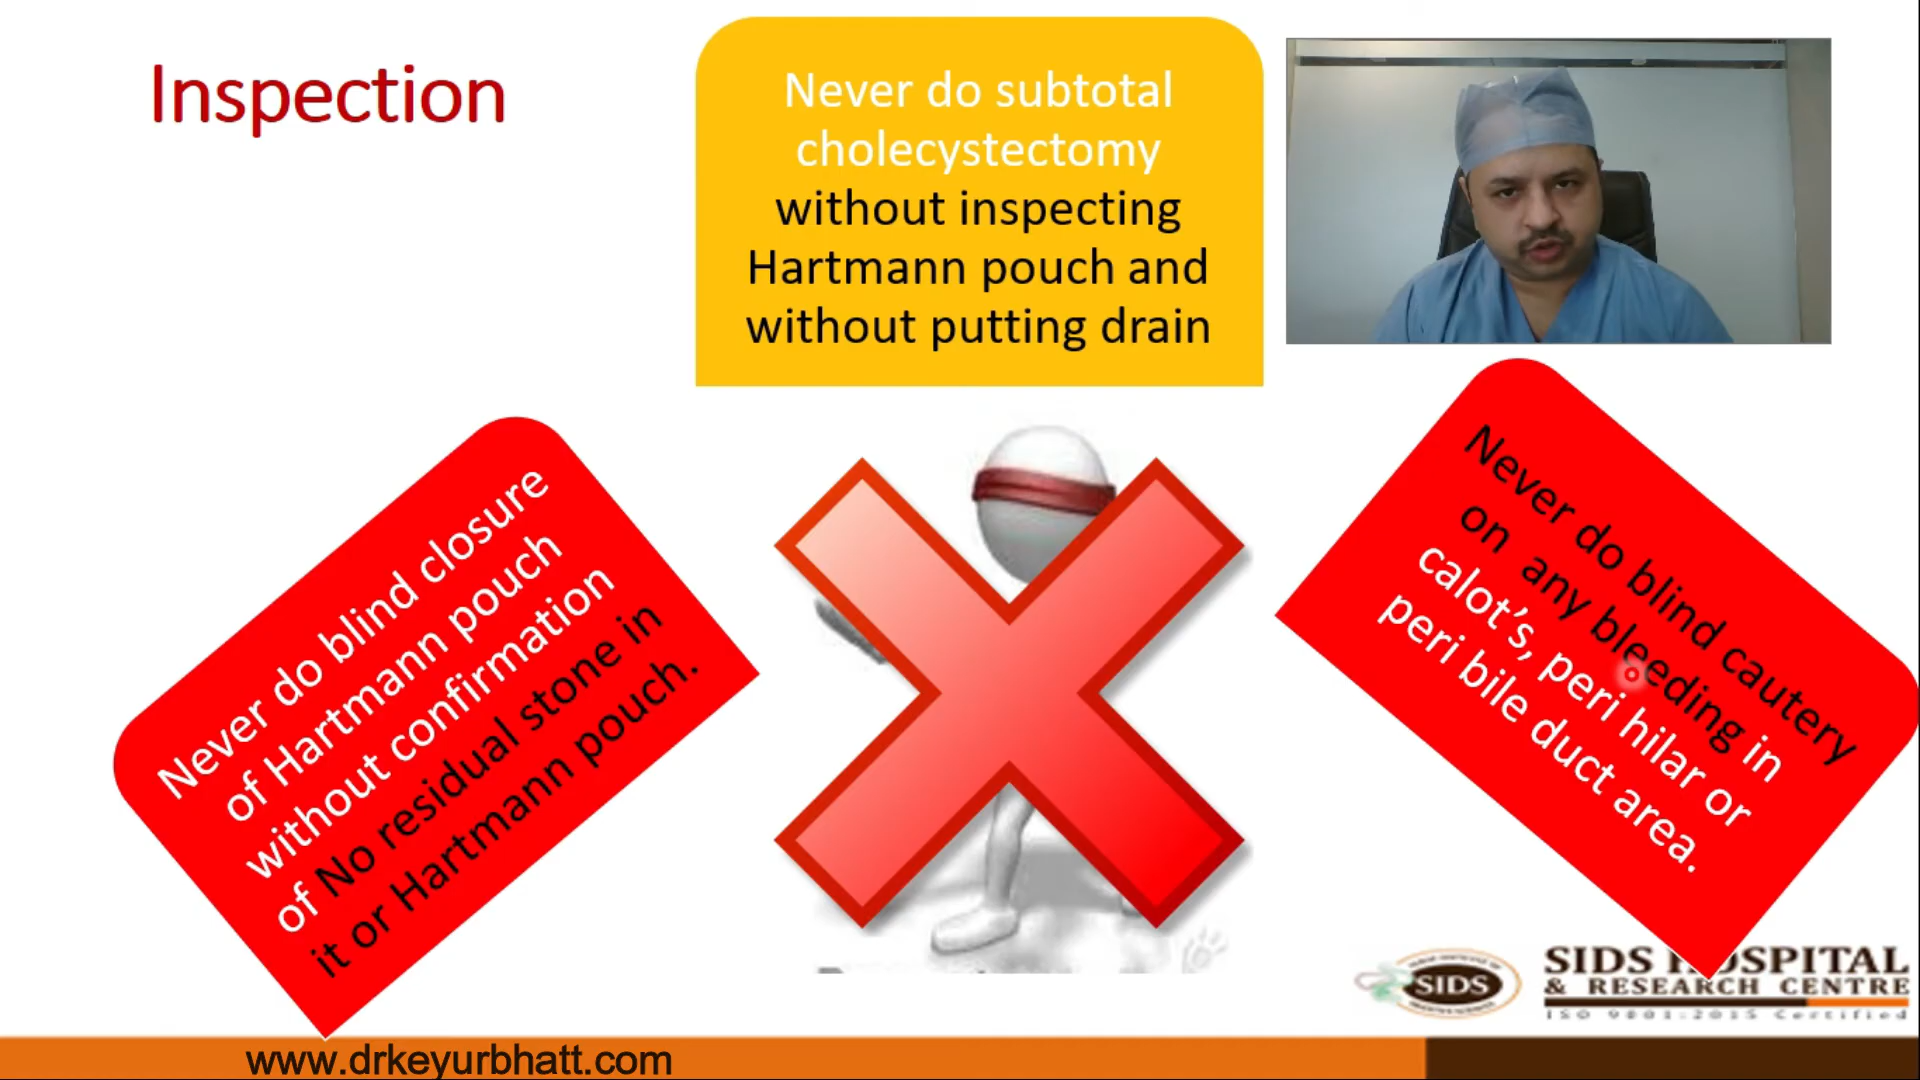 Inspection
Never do subtotal
cholecystectomy
without inspecting
Hartmann pouch and
without putting drain
Never do blind closure
of Hartmann pouch
without confirmation
of No residual stone in
it or Hartmann pouch.
Never do blind cautery
on any bleeding in
calot's, peri hilar or
peri bile duct area.
SIDS
SIDS HOSPITAL
& RESEARCH CENTRE
ISO 9001:2015 Certified
www.drkeyurbhatt.com